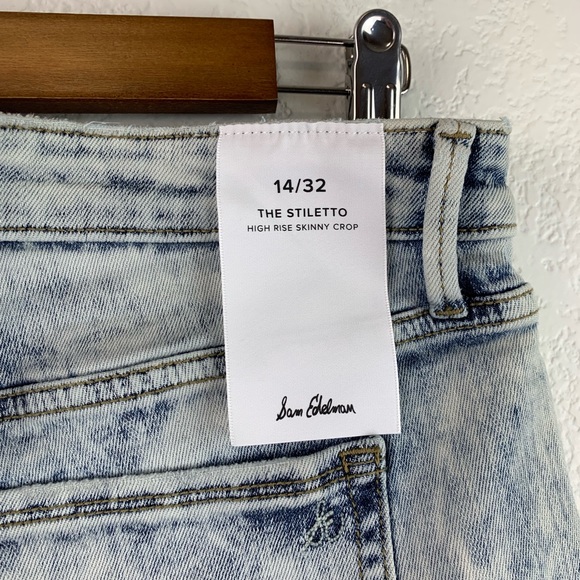 14/32
THE STILETTO
HIGH RISE SKINNY CROP
Sam Edelman